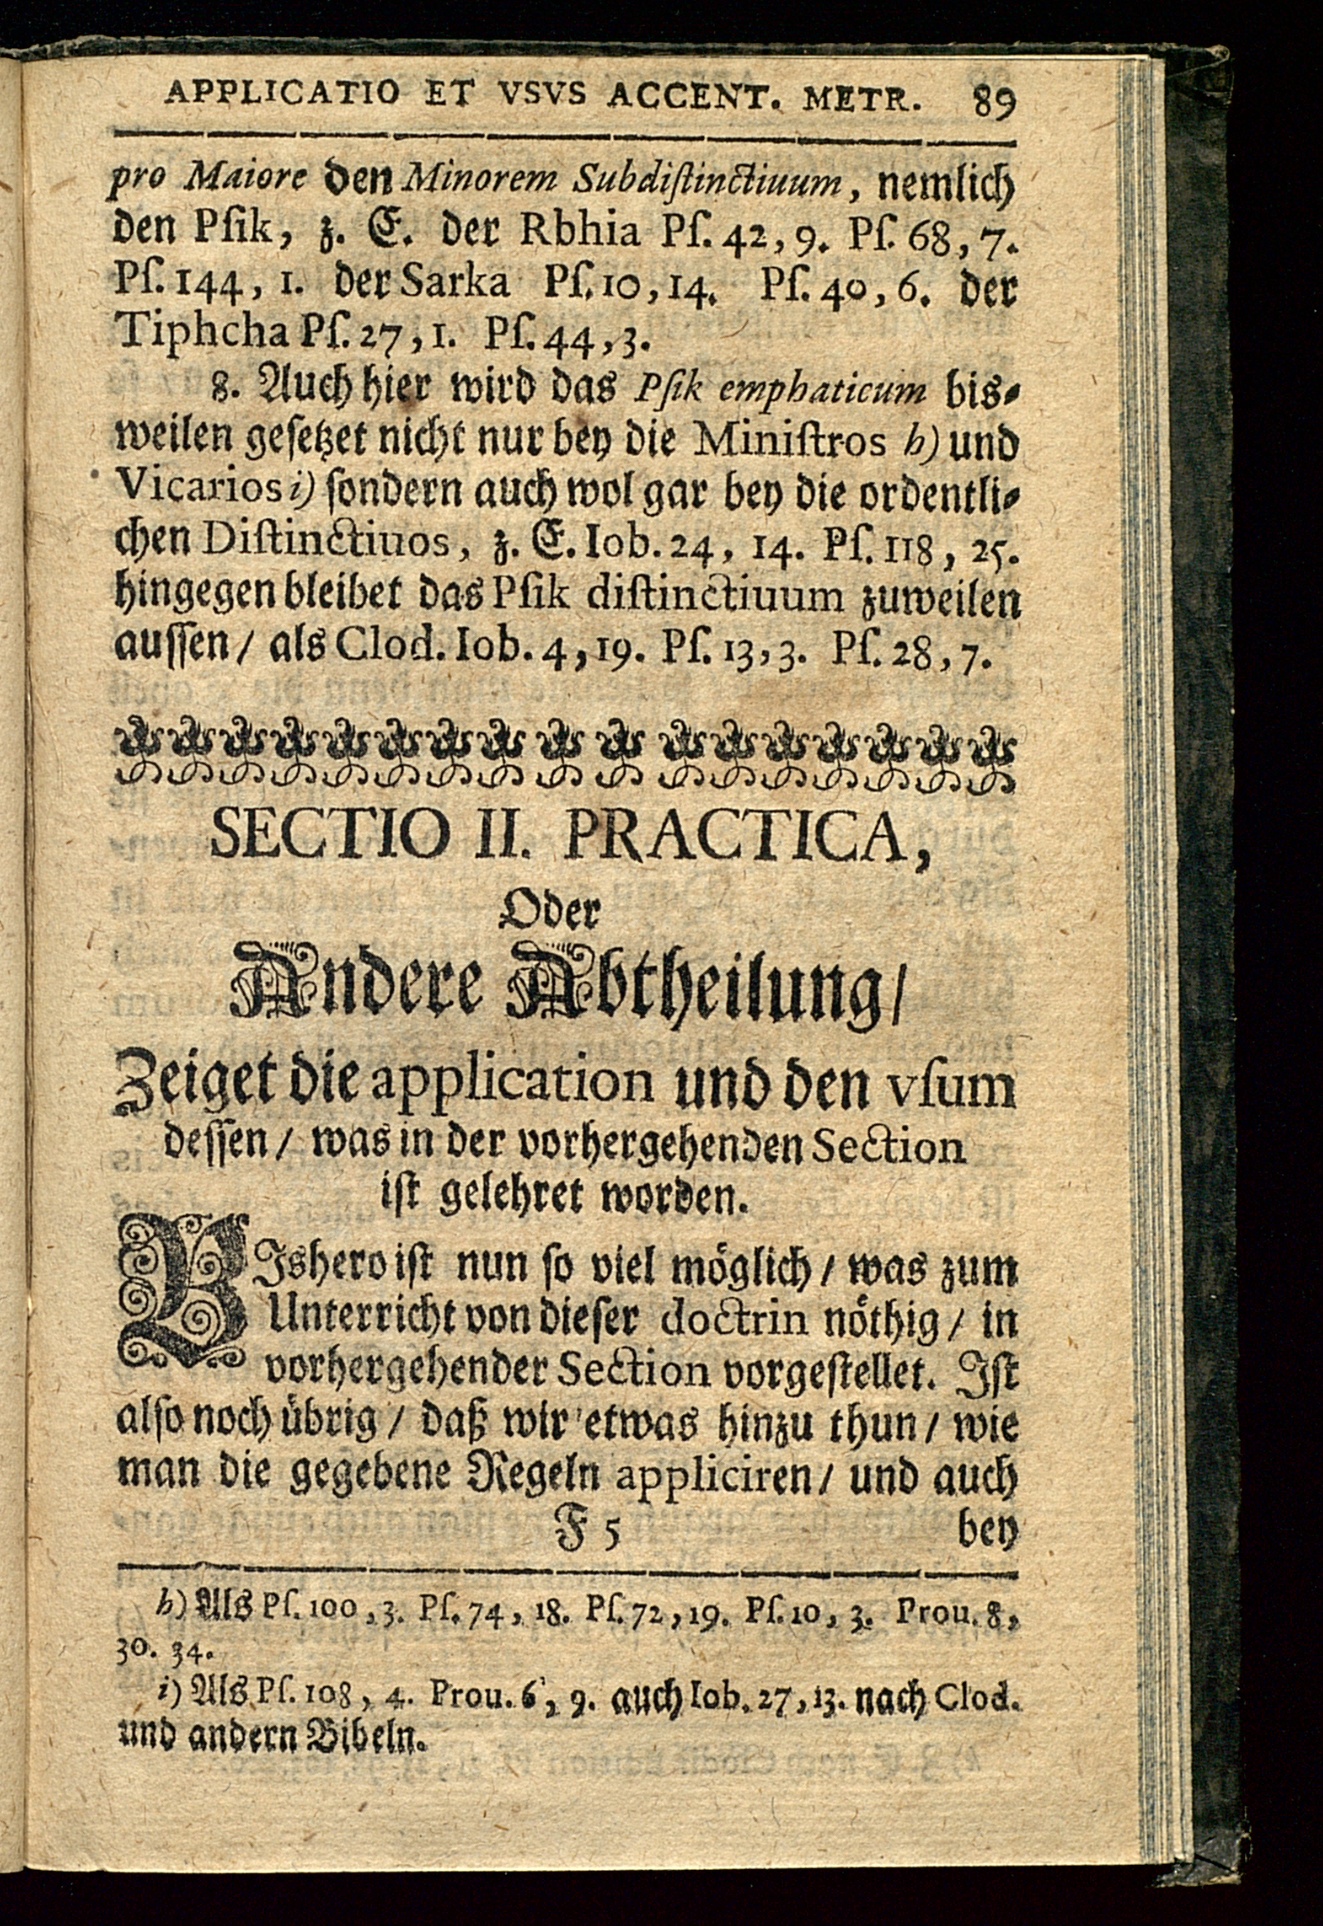 APPLICATIO ET VSVS ACCENT. METR. 89
pro Maiore den Minorem Subdiſtinctiuum, nemlich
den Pſik, z. E. der Rbhia Pſ. 42, 9. Pſ. 68, 7.
Pſ. 144, 1. der Sarka Pſ. 10, 14. Pſ. 40, 6. der
Tiphcha Pſ. 27, 1. Pſ. 44, 3.
8. Auch hier wird das Pſik emphaticum bis⸗
weilen geſetzet nicht nur bey die Miniſtros h) und
Vicarios i) ſondern auch wol gar bey die ordentli⸗
chen Diſtinctiuos, z. E. Iob. 24, 14. Pſ. 118, 25.
hingegen bleibet das Pſik diſtinctiuum zuweilen
auſſen / als Clod. Iob. 4, 19. Pſ. 13, 3. Pſ. 28, 7.
SECTIO II. PRACTICA,
Oder
Andere Abtheilung /
Zeiget die application und den vſum
deſſen / was in der vorhergehenden Section
iſt gelehret worden.
BIshero iſt nun ſo viel möglich / was zum
Unterricht von dieſer doctrin nöthig / in
vorhergehender Section vorgeſtellet. Iſt
alſo noch übrig / daß wir etwas hinzu thun / wie
man die gegebene Regeln appliciren / und auch
F 5 bey
h) Als Pſ. 100, 3. Pſ. 74, 18. Pſ. 72, 19. Pſ. 10, 3. Prou. 8,
30. 34.
i) Als Pſ. 108, 4. Prou. 6, 9. auch Iob. 27, 13. nach Clod.
und andern Bibeln.